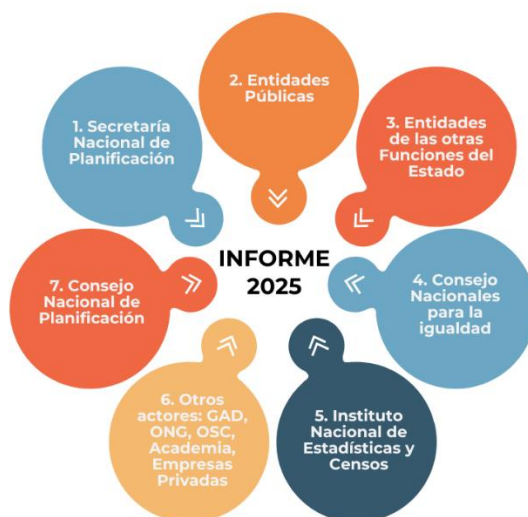 1. Secretaría
Nacional de
Planificación
2. Entidades
Públicas
3. Entidades
de las otras
Funciones del
Estado
4. Consejo
Nacionales
para la
igualdad
5. Instituto
Nacional de
Estadísticas y
Censos
6. Otros
actores: GAD,
ONG, OSC,
Academia,
Empresas
Privadas
7. Consejo
Nacional de
Planificación
INFORME
2025